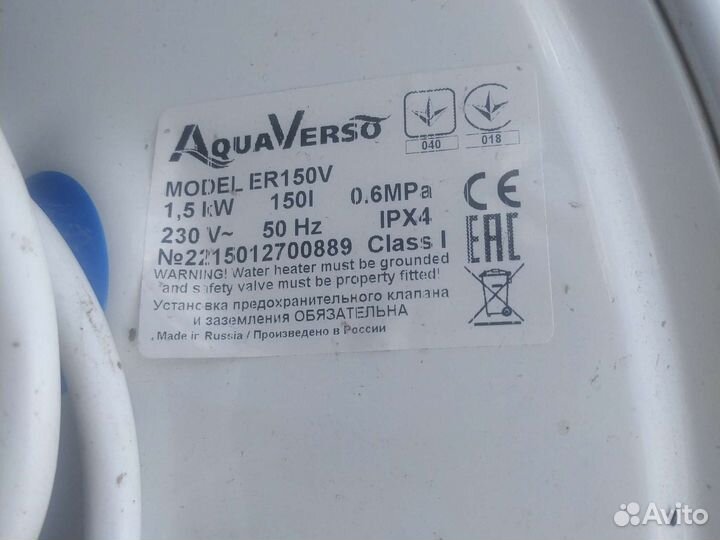 AQUAVERSO
040 018
MODEL ER150V
1,5 kW 150l 0.6MPa
230 V~ 50 Hz IPX4
№2215012700889 Class I
WARNING! Water heater must be grounded
and safety valve must be property fitted!
Установка предохранительного клапана
и заземления ОБЯЗАТЕЛЬНА
Made in Russia / Произведено в России
CE
EAC
Avito